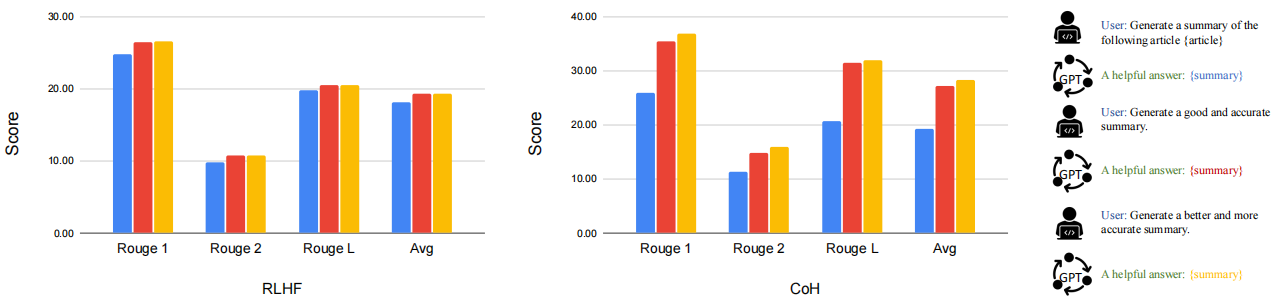 30.00
20.00
10.00
0.00
Score
Rouge 1
Rouge 2
Rouge L
Avg
RLHF
40.00
30.00
20.00
10.00
0.00
Score
Rouge 1
Rouge 2
Rouge L
Avg
CoH
User: Generate a summary of the
following article {article}
GPT
A helpful answer: {summary}
User: Generate a good and accurate
summary.
GPT
A helpful answer: {summary}
User: Generate a better and more
accurate summary.
GPT
A helpful answer: {summary}